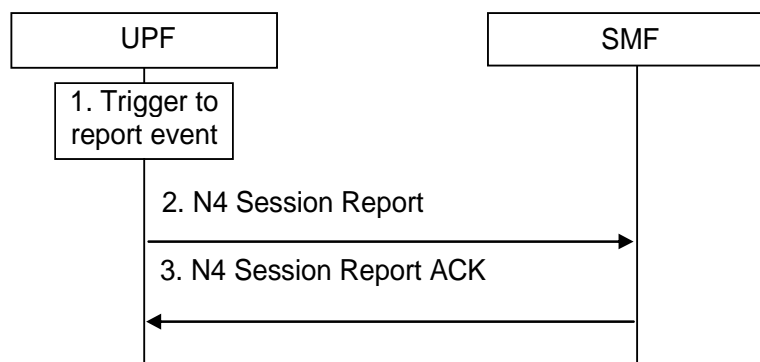 UPF
SMF
1. Trigger to
report event
2. N4 Session Report
3. N4 Session Report ACK